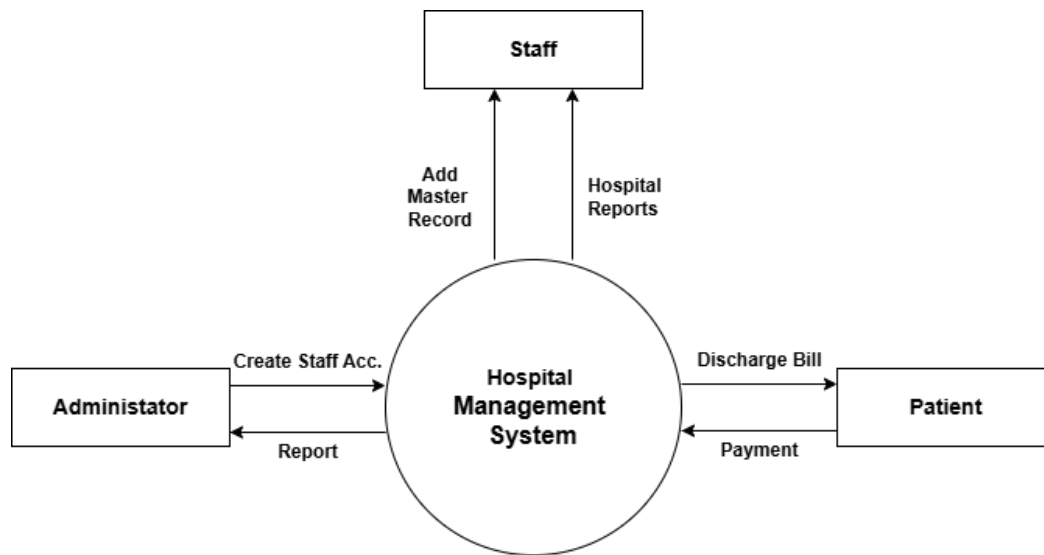 Staff
Add
Master
Record
Hospital
Reports
Create Staff Acc.
Discharge Bill
Administator
Hospital
Management
System
Patient
Report
Payment